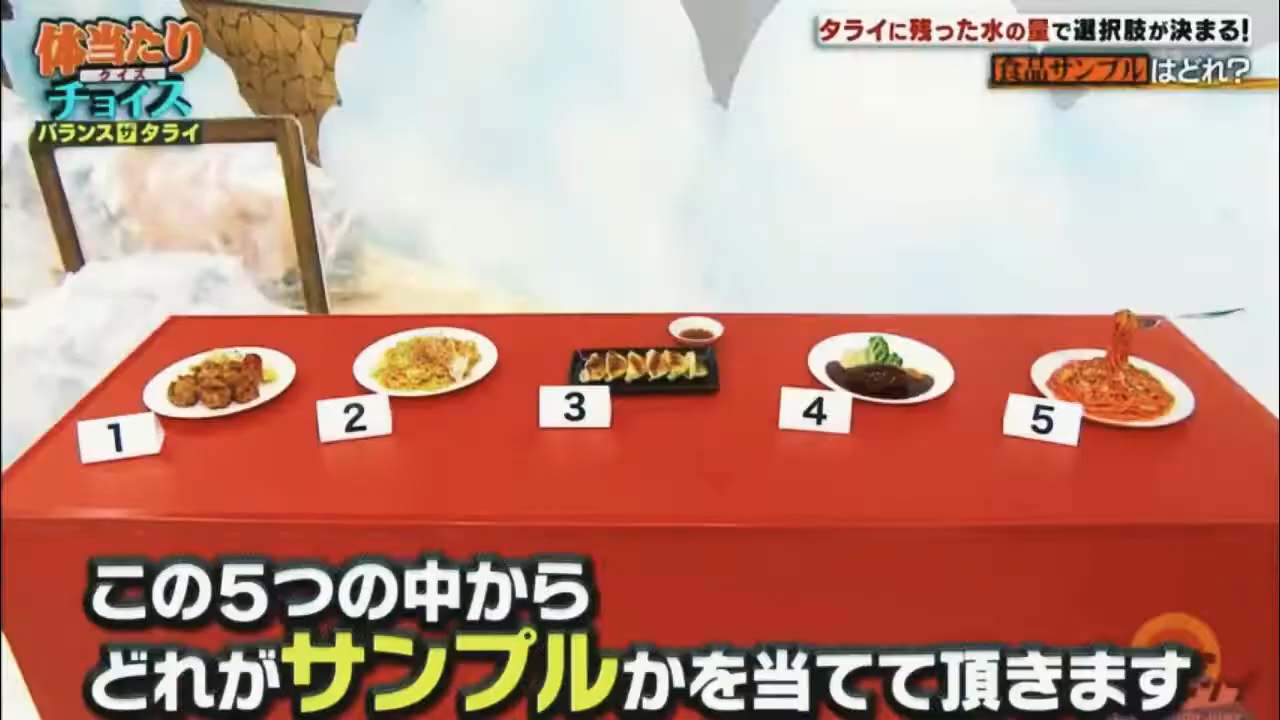 体当たり
クイズ
チョイス
バランス ザ タライ
タライに残った水の量で選択肢が決まる!
食品サンプルはどれ?
1
2
3
4
5
この5つの中から
どれがサンプルかを当てて頂きます